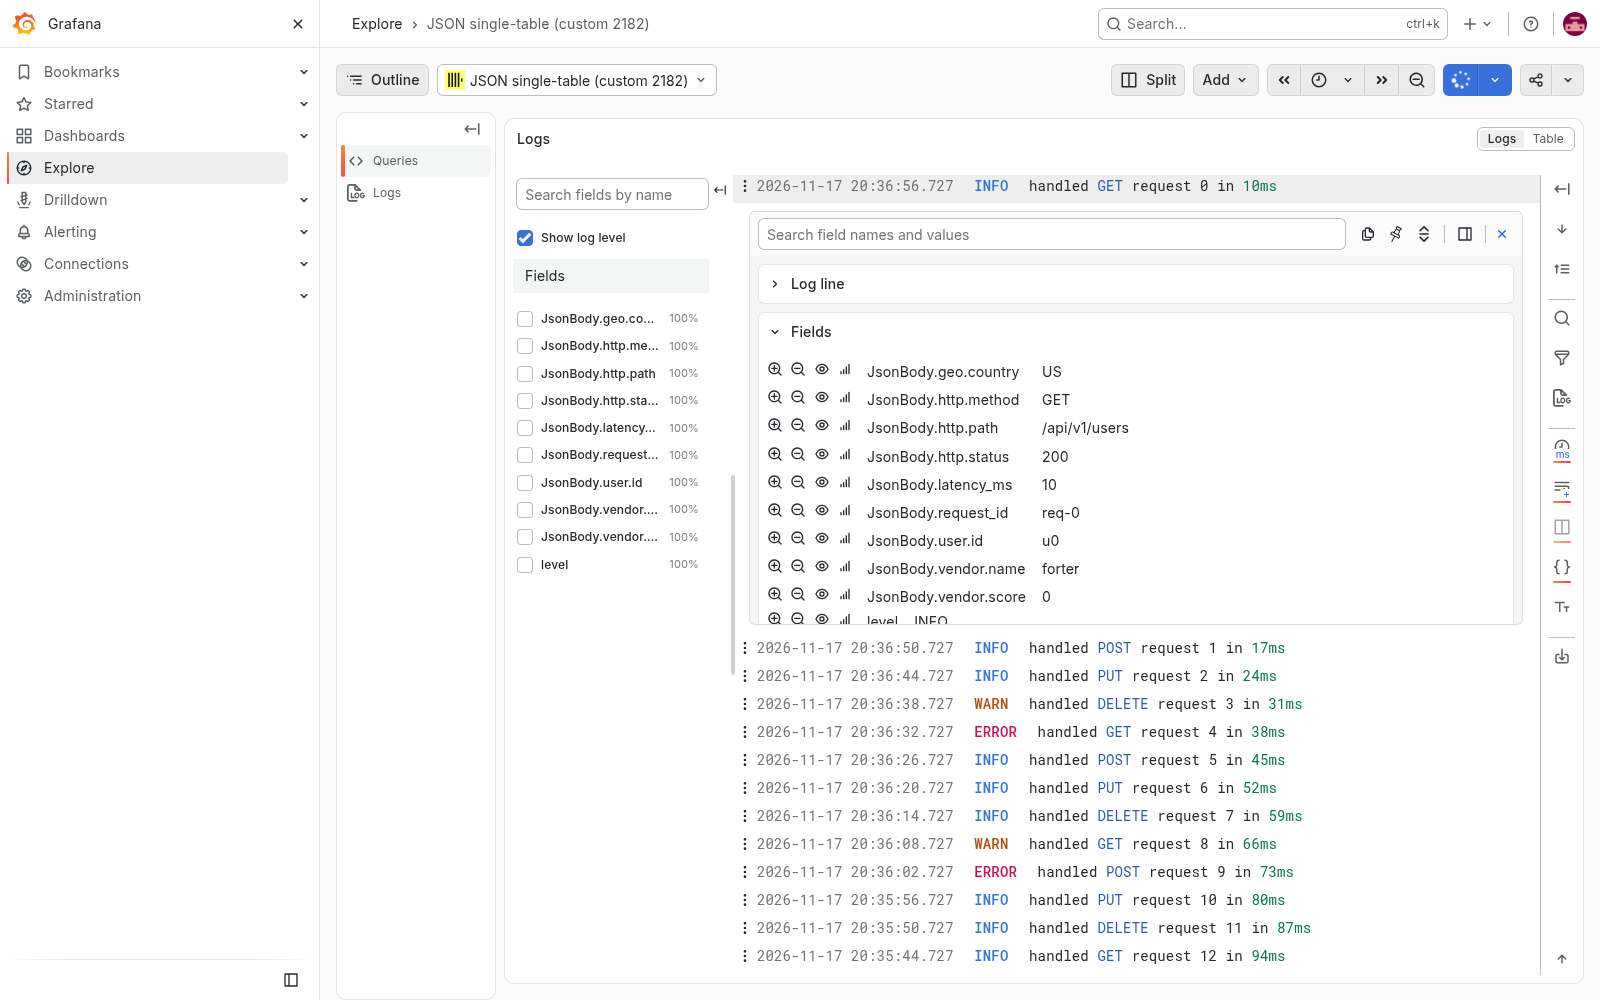 Grafana
Explore › JSON single-table (custom 2182)
Search... ctrl+k
Bookmarks
Starred
Dashboards
Explore
Drilldown
Alerting
Connections
Administration
Outline
JSON single-table (custom 2182)
Split
Add
Queries
Logs
Logs
Logs Table
Search fields by name
Show log level
Fields
JsonBody.geo.co... 100%
JsonBody.http.me... 100%
JsonBody.http.path 100%
JsonBody.http.sta... 100%
JsonBody.latency... 100%
JsonBody.request... 100%
JsonBody.user.id 100%
JsonBody.vendor.... 100%
JsonBody.vendor.... 100%
level 100%
2026-11-17 20:36:56.727 INFO handled GET request 0 in 10ms
Search field names and values
Log line
Fields
JsonBody.geo.country US
JsonBody.http.method GET
JsonBody.http.path /api/v1/users
JsonBody.http.status 200
JsonBody.latency_ms 10
JsonBody.request_id req-0
JsonBody.user.id u0
JsonBody.vendor.name forter
JsonBody.vendor.score 0
level INFO
2026-11-17 20:36:50.727 INFO handled POST request 1 in 17ms
2026-11-17 20:36:44.727 INFO handled PUT request 2 in 24ms
2026-11-17 20:36:38.727 WARN handled DELETE request 3 in 31ms
2026-11-17 20:36:32.727 ERROR handled GET request 4 in 38ms
2026-11-17 20:36:26.727 INFO handled POST request 5 in 45ms
2026-11-17 20:36:20.727 INFO handled PUT request 6 in 52ms
2026-11-17 20:36:14.727 INFO handled DELETE request 7 in 59ms
2026-11-17 20:36:08.727 WARN handled GET request 8 in 66ms
2026-11-17 20:36:02.727 ERROR handled POST request 9 in 73ms
2026-11-17 20:35:56.727 INFO handled PUT request 10 in 80ms
2026-11-17 20:35:50.727 INFO handled DELETE request 11 in 87ms
2026-11-17 20:35:44.727 INFO handled GET request 12 in 94ms
LOG
ms
Tт